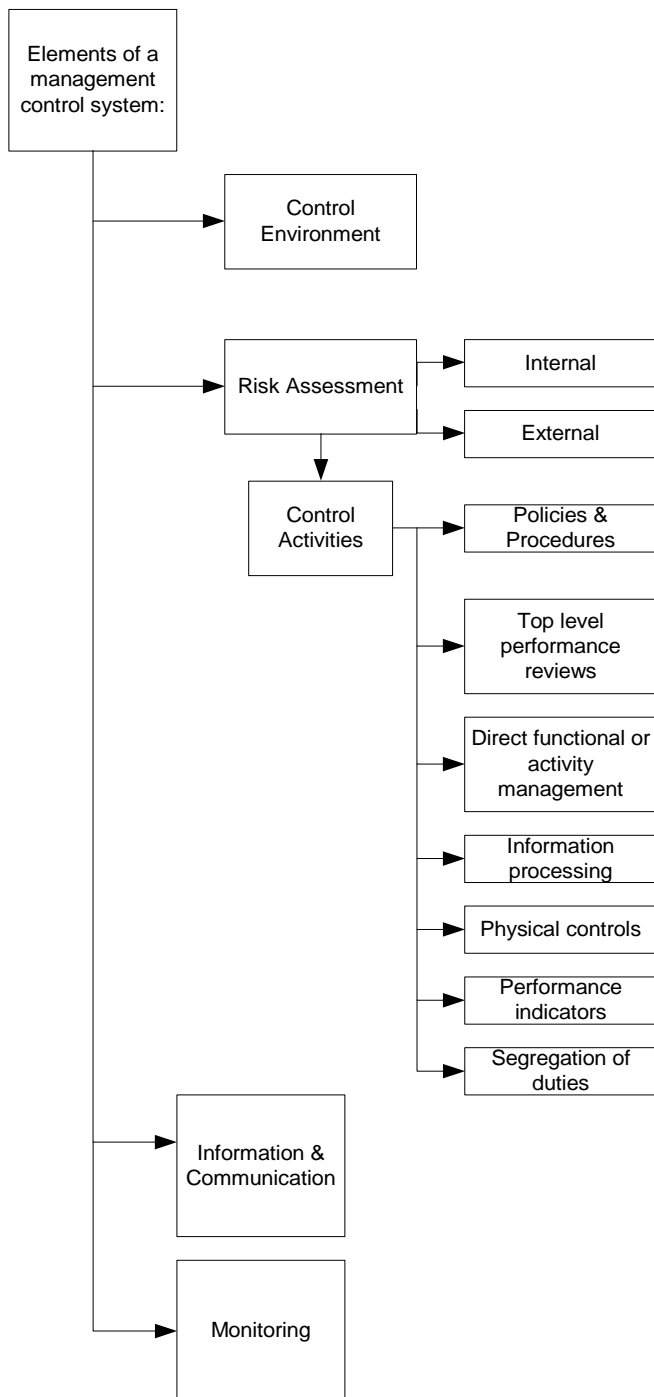 Elements of a
management
control system:
Control
Environment
Risk Assessment
Internal
External
Control
Activities
Policies &
Procedures
Top level
performance
reviews
Direct functional or
activity
management
Information
processing
Physical controls
Performance
indicators
Segregation of
duties
Information &
Communication
Monitoring